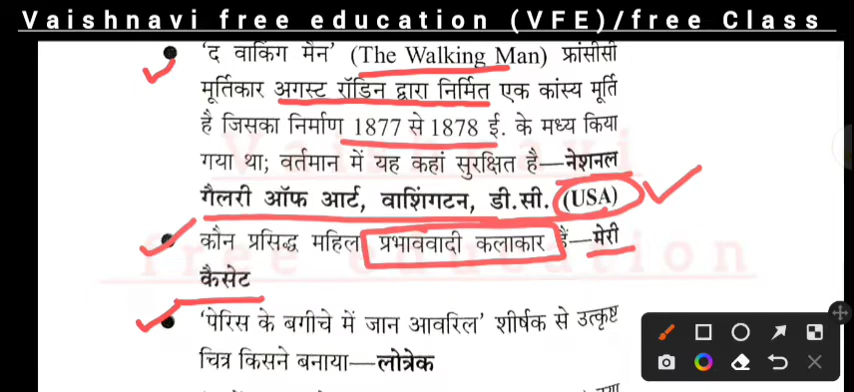 Vaishnavi free education (VFE)/free Class
'द वाकिंग मैन' (The Walking Man) फ्रांसीसी
मूर्तिकार अगस्ट रॉडिन द्वारा निर्मित एक कांस्य मूर्ति
है जिसका निर्माण 1877 से 1878 ई. के मध्य किया
गया था; वर्तमान में यह कहां सुरक्षित है—नेशनल
गैलरी ऑफ आर्ट, वाशिंगटन, डी.सी. (USA)
कौन प्रसिद्ध महिला प्रभाववादी कलाकार हैं—मेरी
कैसेट
'पेरिस के बगीचे में जान आवरिल' शीर्षक से उत्कृष्ट
चित्र किसने बनाया—लोत्रेक